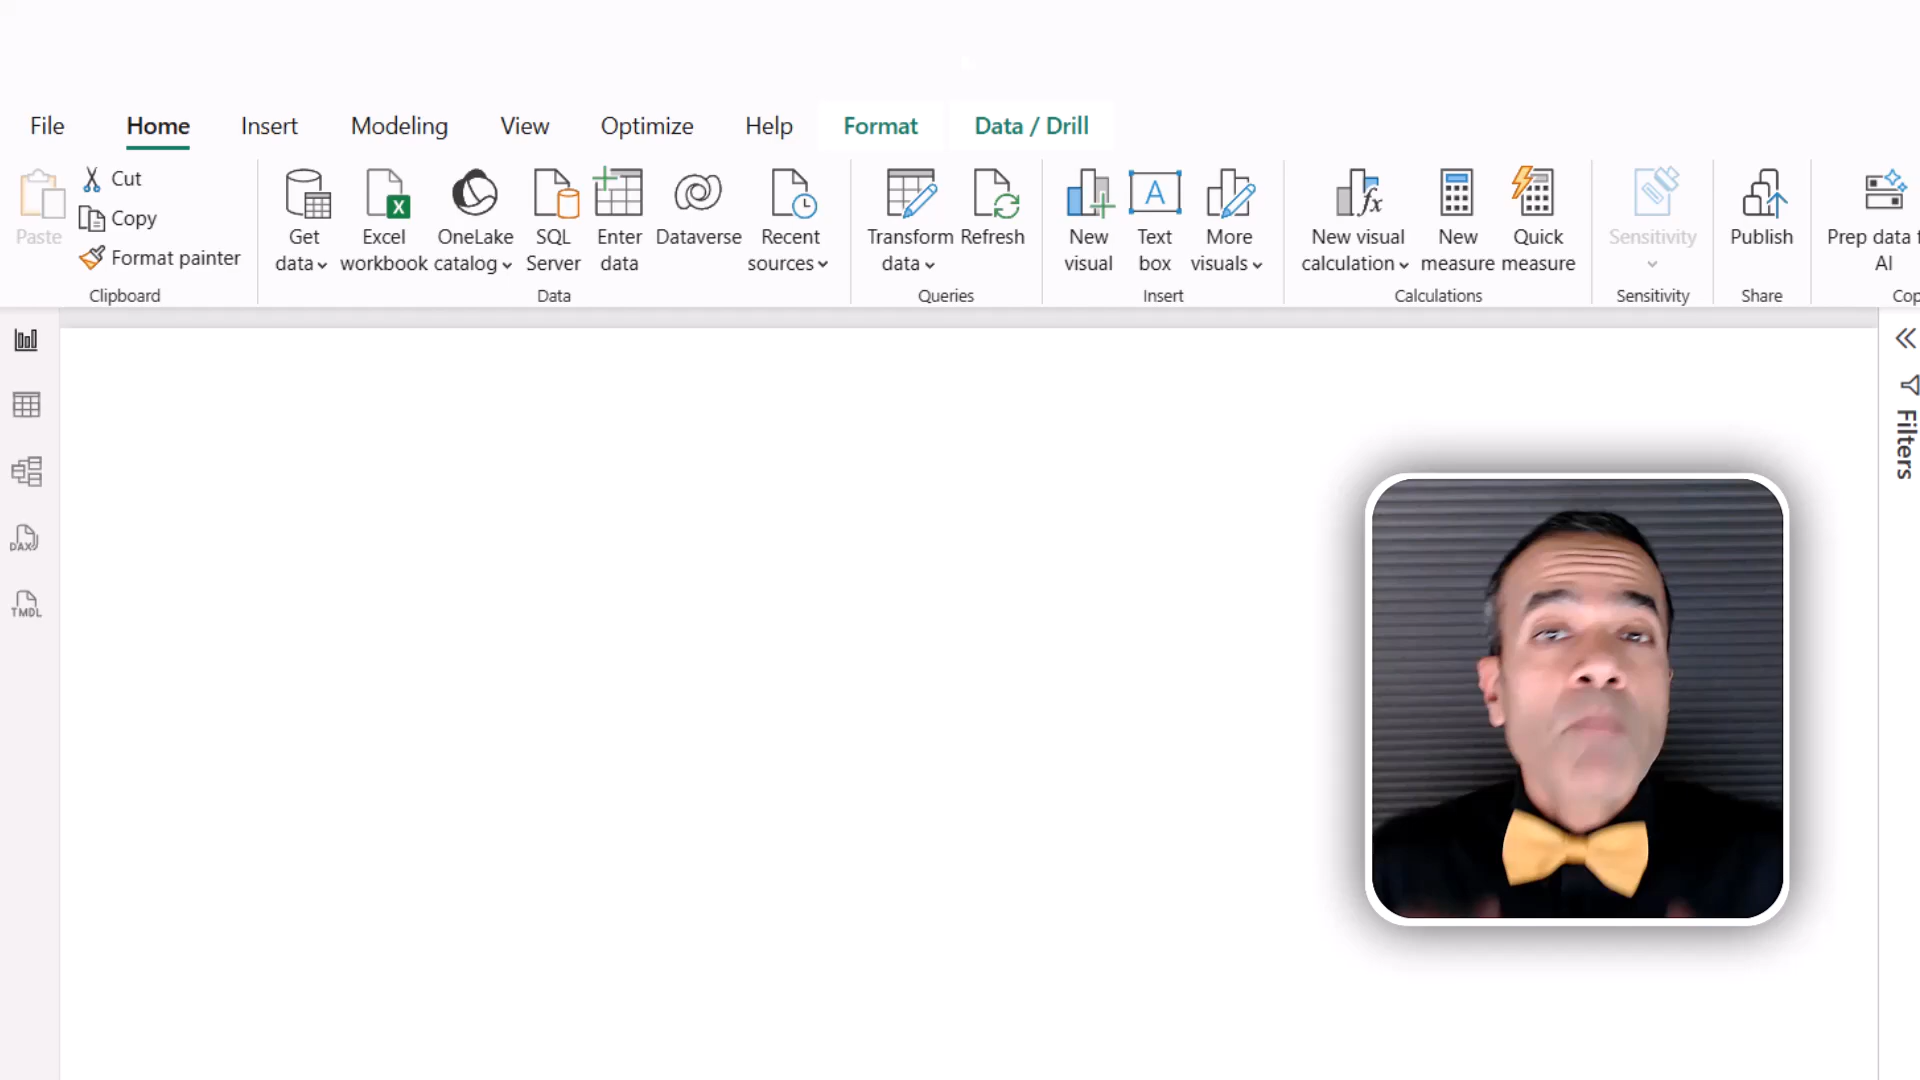 File Home Insert Modeling View Optimize Help Format Data / Drill
Paste
Cut
Copy
Format painter
Clipboard
Get data
Excel workbook
OneLake catalog
SQL Server
Enter data
Dataverse
Recent sources
Data
Transform data
Refresh
Queries
New visual
A
Text box
More visuals
Insert
fx
New visual calculation
New measure
Quick measure
Calculations
Sensitivity
Sensitivity
Publish
Share
Prep data f
AI
Cop
X
DAX
TMDL
Filters